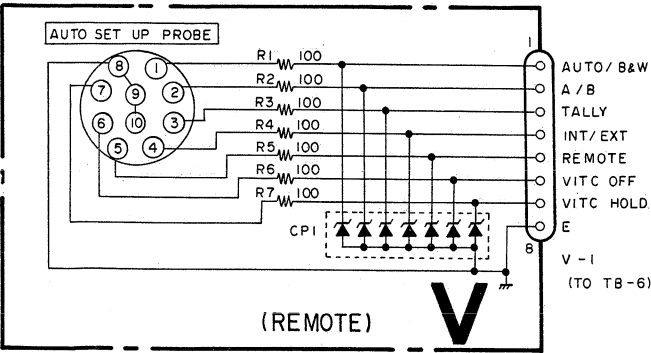 AUTO SET UP PROBE
1
R1 100
8
1
AUTO/B&W
R2 100
7
2
9
A/B
R3 100
6
10
3
TALLY
R4 100
5
4
INT/EXT
R5 100
REMOTE
R6 100
VITC OFF
R7 100
VITC HOLD
CP1
E
8
V-1
(TO TB-6)
(REMOTE)
V